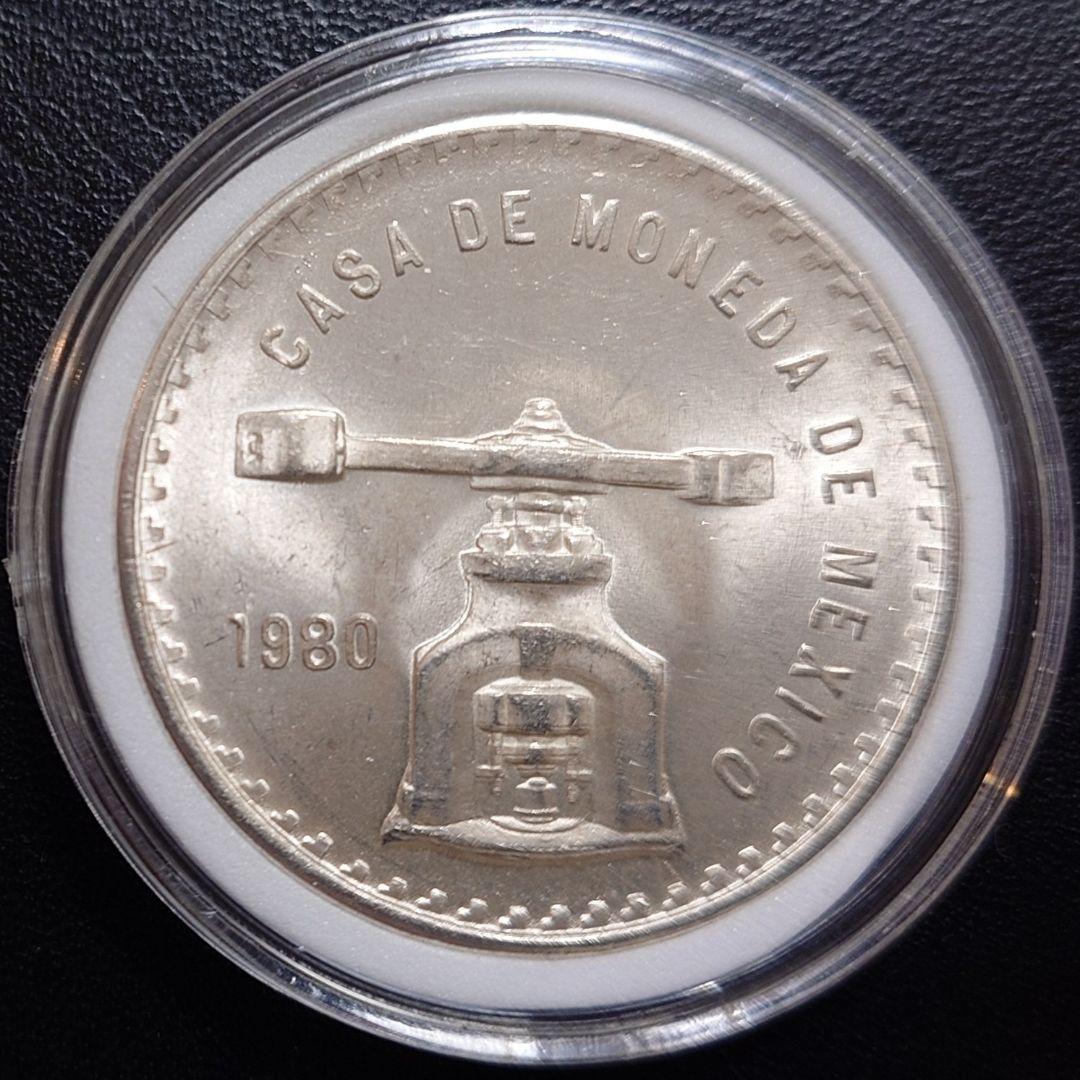 CASA DE MONEDA DE MEXICO
1980